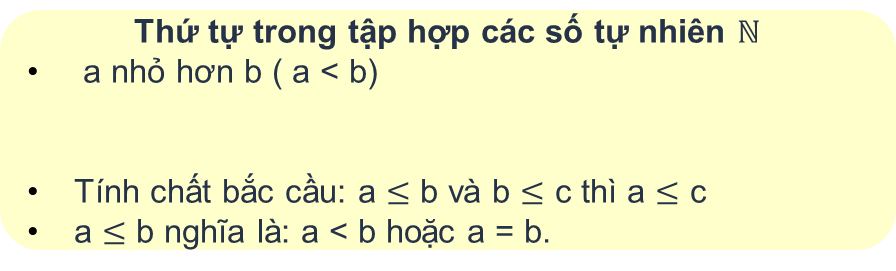 Thứ tự trong tập hợp các số tự nhiên ℕ
• a nhỏ hơn b ( a < b)
• Tính chất bắc cầu: a ≤ b và b ≤ c thì a ≤ c
• a ≤ b nghĩa là: a < b hoặc a = b.